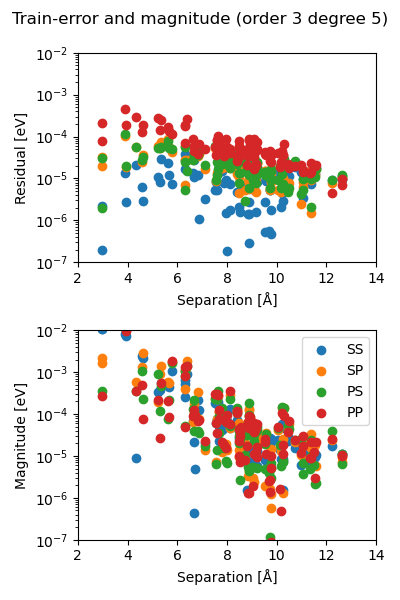 Train-error and magnitude (order 3 degree 5)
10⁻²
10⁻³
10⁻⁴
10⁻⁵
10⁻⁶
10⁻⁷
Residual [eV]
2 4 6 8 10 12 14
Separation [Å]
10⁻²
10⁻³
10⁻⁴
10⁻⁵
10⁻⁶
10⁻⁷
Magnitude [eV]
SS
SP
PS
PP
2 4 6 8 10 12 14
Separation [Å]